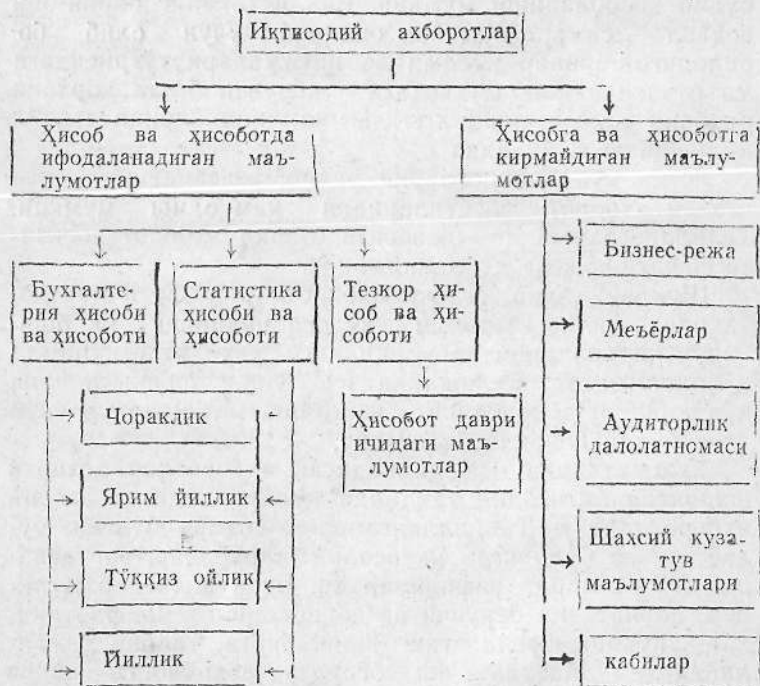 Иқтисодий ахборотлар
Ҳисоб ва ҳисоботда
ифодаланадиган маъ-
лумотлар
Ҳисобга ва ҳисоботга
кирмайдиган маълу-
мотлар
Бухгалте-
рия ҳисоби
ва ҳисоботи
Статистика
ҳисоби ва
ҳисоботи
Тезкор ҳи-
соб ва ҳи-
соботи
Чораклик
Ярим йиллик
Тўққиз ойлик
Йиллик
Ҳисобот даври
ичидаги маъ-
лумотлар
Бизнес-режа
Меъёрлар
Аудиторлик
далолатномаси
Шахсий куза-
тув
маълумотлари
кабилар